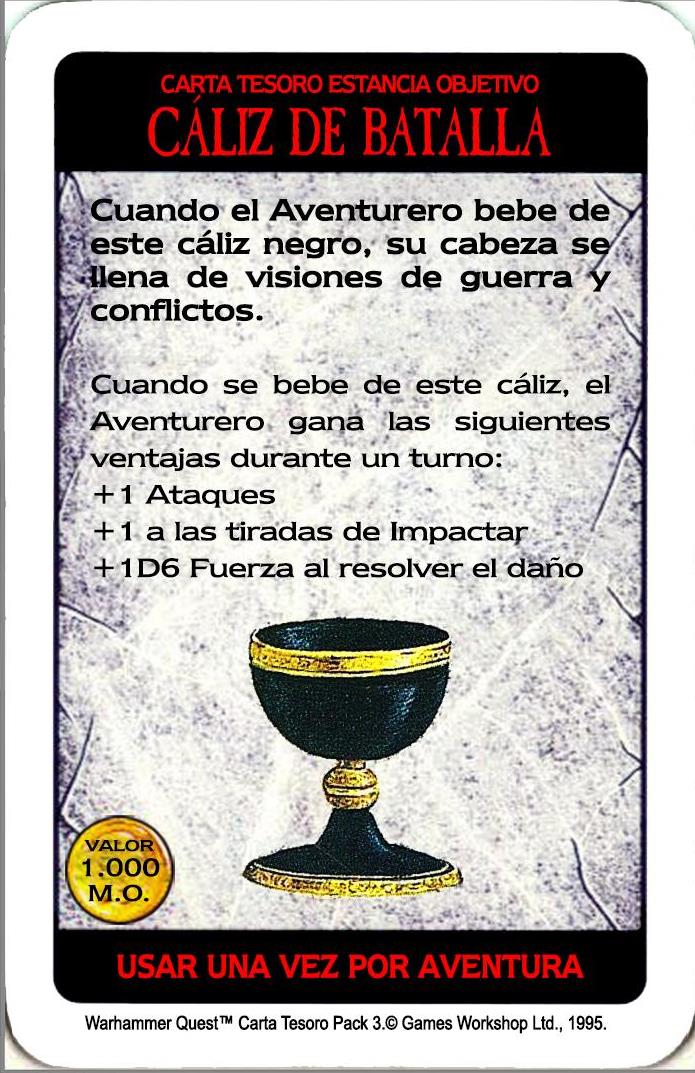 CARTA TESORO ESTANCIA OBJETIVO
CÁLIZ DE BATALLA
Cuando el Aventurero bebe de
este cáliz negro, su cabeza se
llena de visiones de guerra y
conflictos.
Cuando se bebe de este cáliz, el
Aventurero gana las siguientes
ventajas durante un turno:
+1 Ataques
+1 a las tiradas de Impactar
+1D6 Fuerza al resolver el daño
VALOR
1.000
M.O.
USAR UNA VEZ POR AVENTURA
Warhammer Quest™ Carta Tesoro Pack 3.© Games Workshop Ltd., 1995.